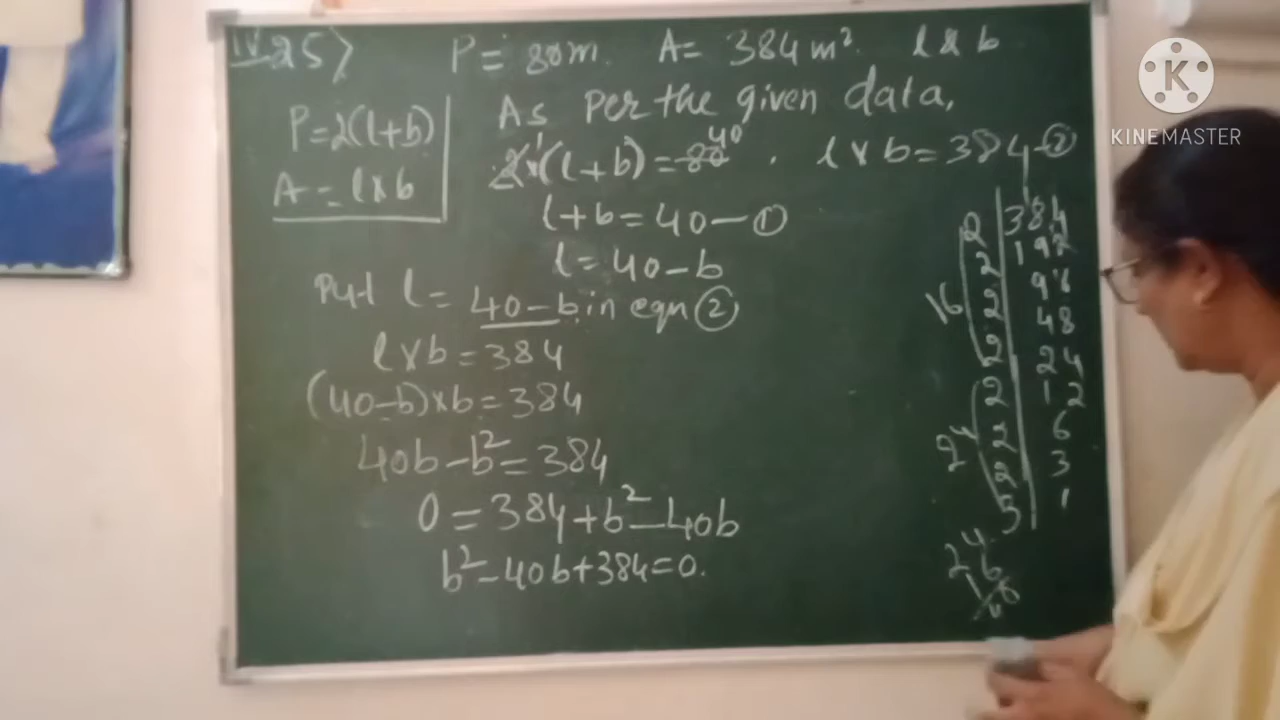 IV 25) P = 80m. A = 384 m². l & b
P = 2(l+b)
A = l×b
As per the given data,
2×(l+b) = 80 40 . l×b = 384 – ②
l+b = 40 – ①
l = 40–b
Put l = 40–b in eqn ②
l×b = 384
(40–b)×b = 384
40b – b² = 384
0 = 384 + b² – 40b
b² – 40b + 384 = 0.
2 | 384
2 | 192
2 | 96
2 | 48
2 | 24
2 | 12
2 | 6
3 | 3
1
16
24
KINEMASTER